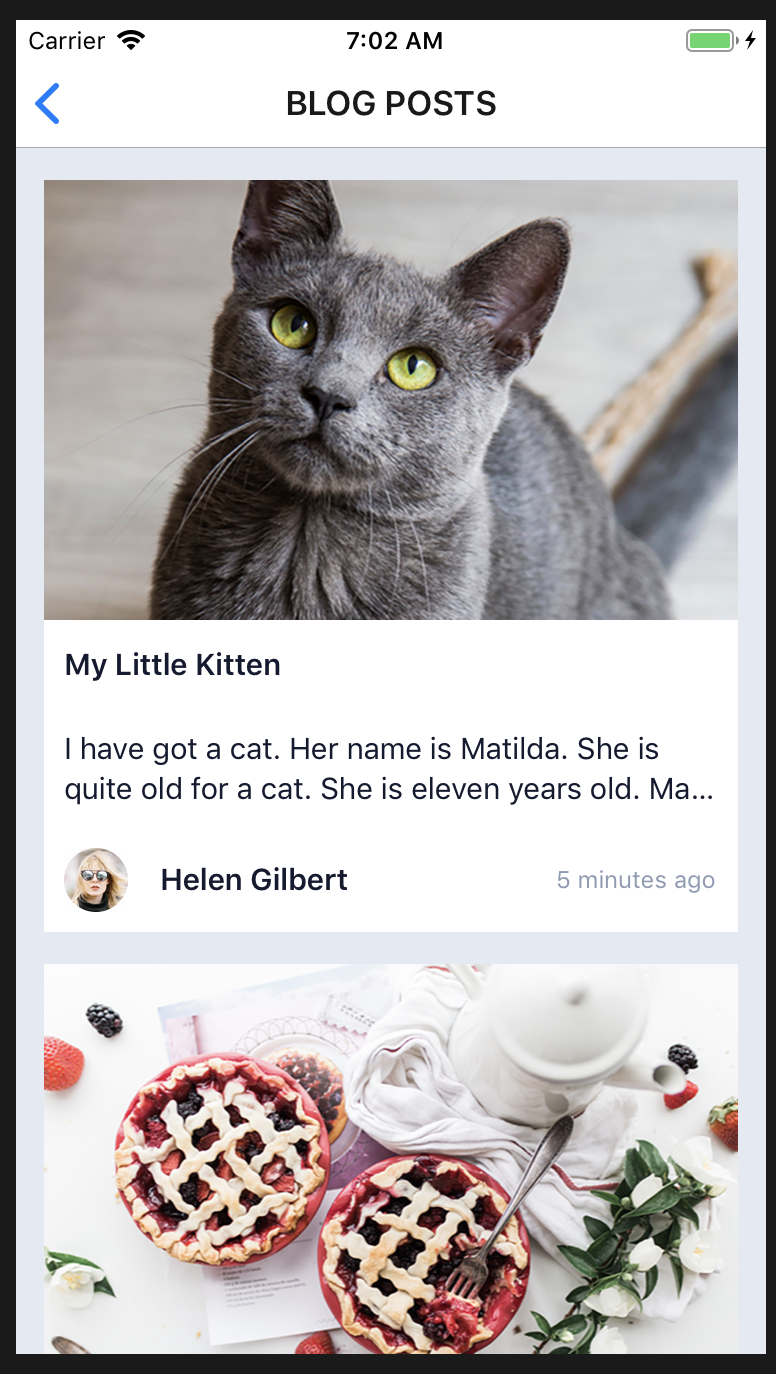 Carrier 7:02 AM
BLOG POSTS
My Little Kitten
I have got a cat. Her name is Matilda. She is
quite old for a cat. She is eleven years old. Ma...
Helen Gilbert 5 minutes ago